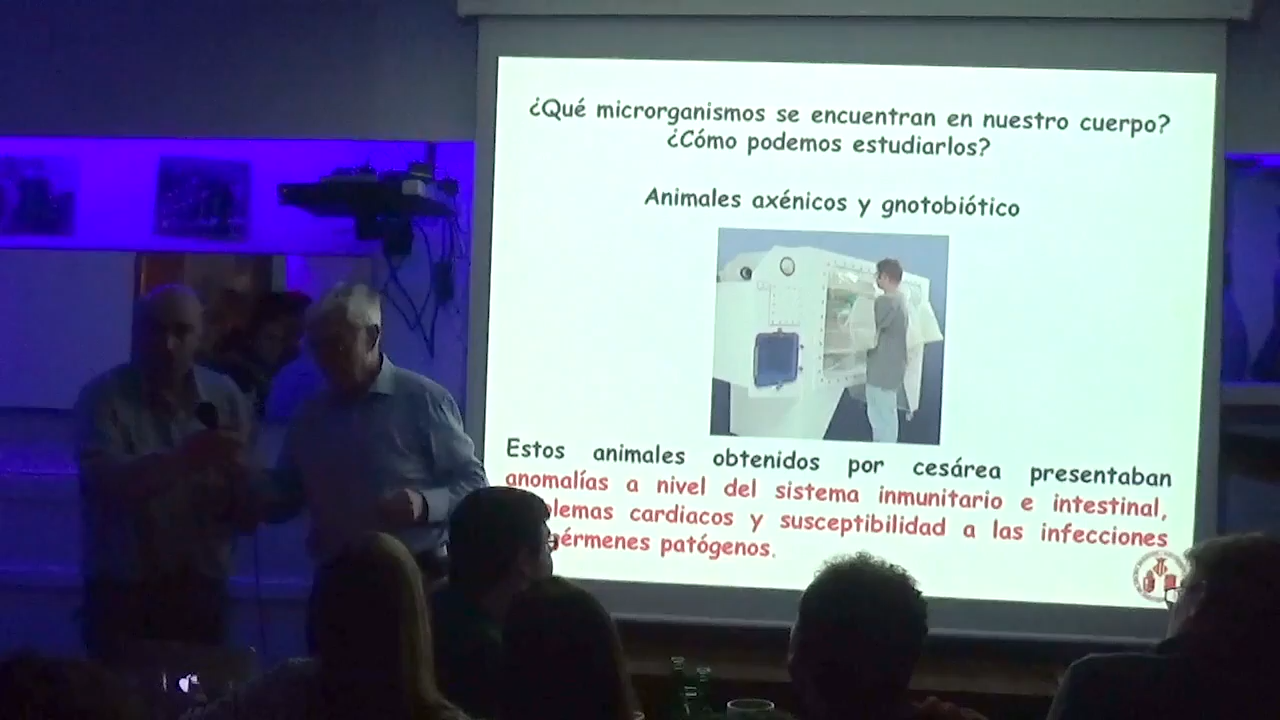 ¿Qué microrganismos se encuentran en nuestro cuerpo?
¿Cómo podemos estudiarlos?
Animales axénicos y gnotobiótico
Estos animales obtenidos por cesárea presentaban
anomalías a nivel del sistema inmunitario e intestinal,
cardiacos y susceptibilidad a las infecciones
gérmenes patógenos.